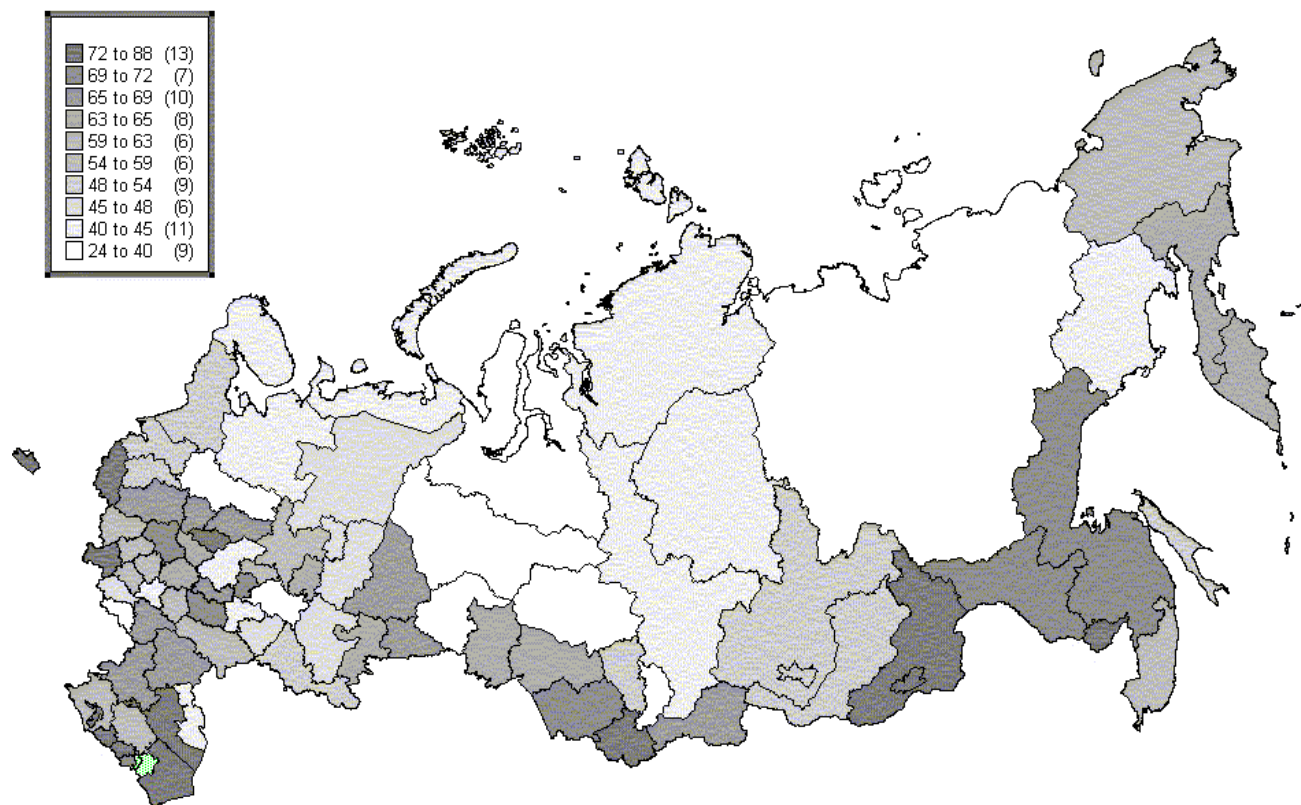 72 to 88 (13)
69 to 72 (7)
65 to 69 (10)
63 to 65 (8)
59 to 63 (6)
54 to 59 (6)
48 to 54 (9)
45 to 48 (6)
40 to 45 (11)
24 to 40 (9)